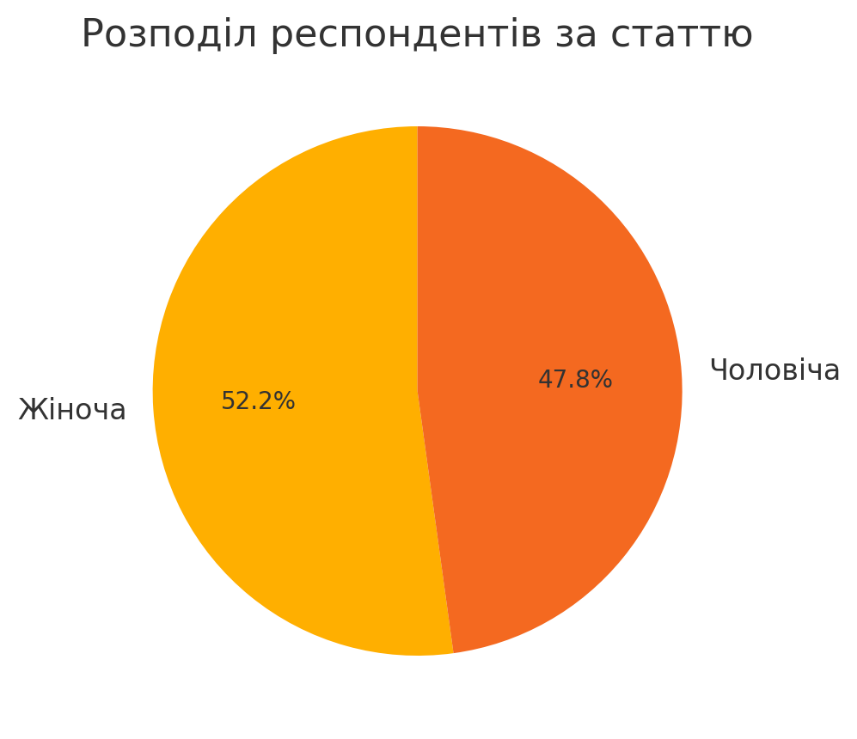 Розподіл респондентів за статтю
Чоловіча
47.8%
Жіноча
52.2%